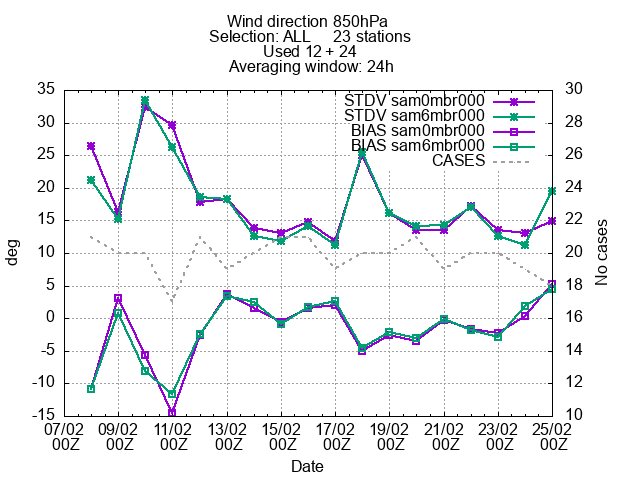 Wind direction 850hPa
Selection: ALL 23 stations
Used 12 + 24
Averaging window: 24h
STDV sam0mbr000
STDV sam6mbr000
BIAS sam0mbr000
BIAS sam6mbr000
CASES
35
30
25
20
15
10
5
0
-5
-10
-15
deg
30
28
26
24
22
20
18
16
14
12
10
No cases
07/02 09/02 11/02 13/02 15/02 17/02 19/02 21/02 23/02 25/02
00Z 00Z 00Z 00Z 00Z 00Z 00Z 00Z 00Z 00Z
Date